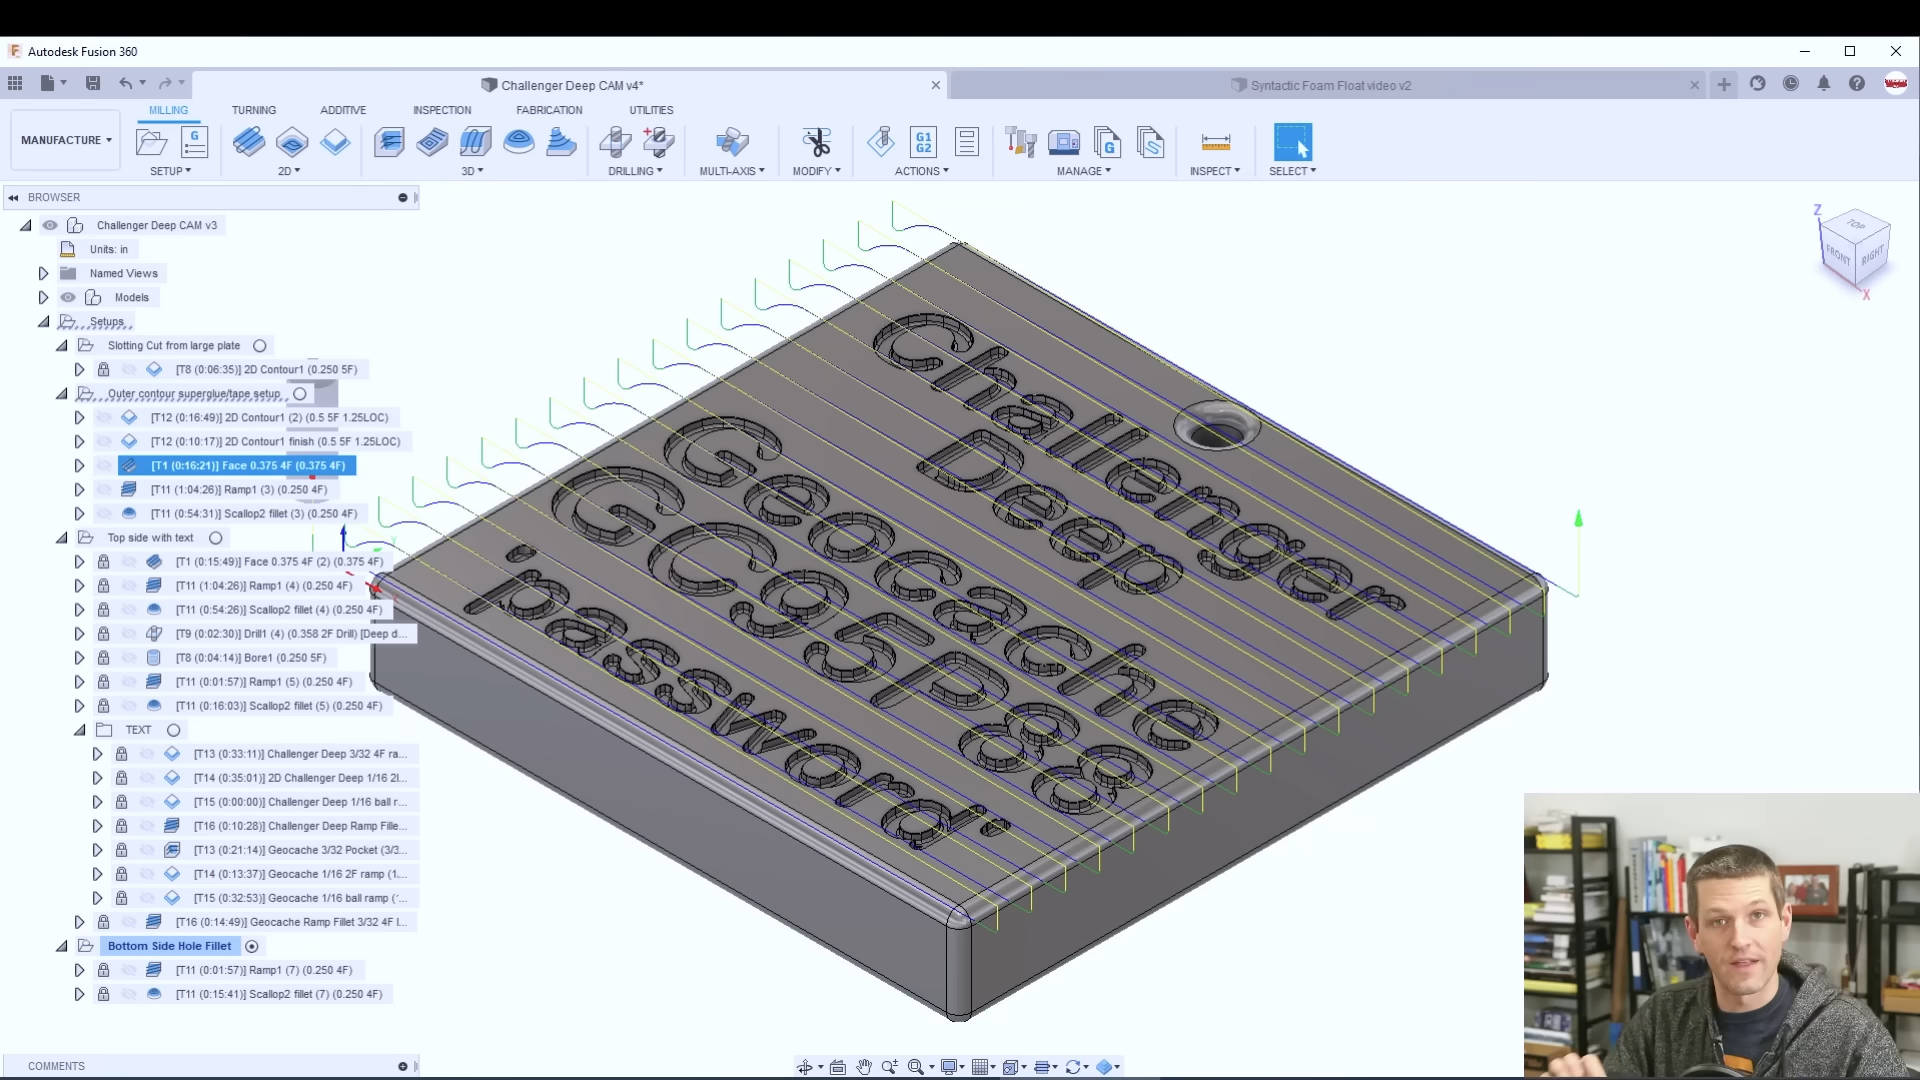 Autodesk Fusion 360
Challenger Deep CAM v4*
Syntactic Foam Float video v2
MILLING
TURNING
ADDITIVE
INSPECTION
FABRICATION
UTILITIES
MANUFACTURE
G
G1
G2
G
SETUP
2D
3D
DRILLING
MULTI-AXIS
MODIFY
ACTIONS
MANAGE
INSPECT
SELECT
BROWSER
Challenger Deep CAM v3
Units: in
Named Views
Models
Setups
Slotting Cut from large plate
[T8 (0:06:35)] 2D Contour1 (0.250 5F)
Outer contour superglue/tape setup
[T12 (0:16:49)] 2D Contour1 (2) (0.5 5F 1.25LOC)
[T12 (0:10:17)] 2D Contour1 finish (0.5 5F 1.25LOC)
[T1 (0:16:21)] Face 0.375 4F (0.375 4F)
[T11 (1:04:26)] Ramp1 (3) (0.250 4F)
[T11 (0:54:31)] Scallop2 fillet (3) (0.250 4F)
Top side with text
[T1 (0:15:49)] Face 0.375 4F (2) (0.375 4F)
[T11 (1:04:26)] Ramp1 (4) (0.250 4F)
[T11 (0:54:26)] Scallop2 fillet (4) (0.250 4F)
[T9 (0:02:30)] Drill1 (4) (0.358 2F Drill) [Deep d...
[T8 (0:04:14)] Bore1 (0.250 5F)
[T11 (0:01:57)] Ramp1 (5) (0.250 4F)
[T11 (0:16:03)] Scallop2 fillet (5) (0.250 4F)
TEXT
[T13 (0:33:11)] Challenger Deep 3/32 4F ra...
[T14 (0:35:01)] 2D Challenger Deep 1/16 2l...
[T15 (0:00:00)] Challenger Deep 1/16 ball r...
[T16 (0:10:28)] Challenger Deep Ramp Fille...
[T13 (0:21:14)] Geocache 3/32 Pocket (3/3...
[T14 (0:13:37)] Geocache 1/16 2F ramp (1...
[T15 (0:32:53)] Geocache 1/16 ball ramp (...
[T16 (0:14:49)] Geocache Ramp Fillet 3/32 4F l...
Bottom Side Hole Fillet
[T11 (0:01:57)] Ramp1 (7) (0.250 4F)
[T11 (0:15:41)] Scallop2 fillet (7) (0.250 4F)
COMMENTS
Challenger
Deep
Geocache
GC95P88
'password'
Z
TOP
FRONT
RIGHT
X